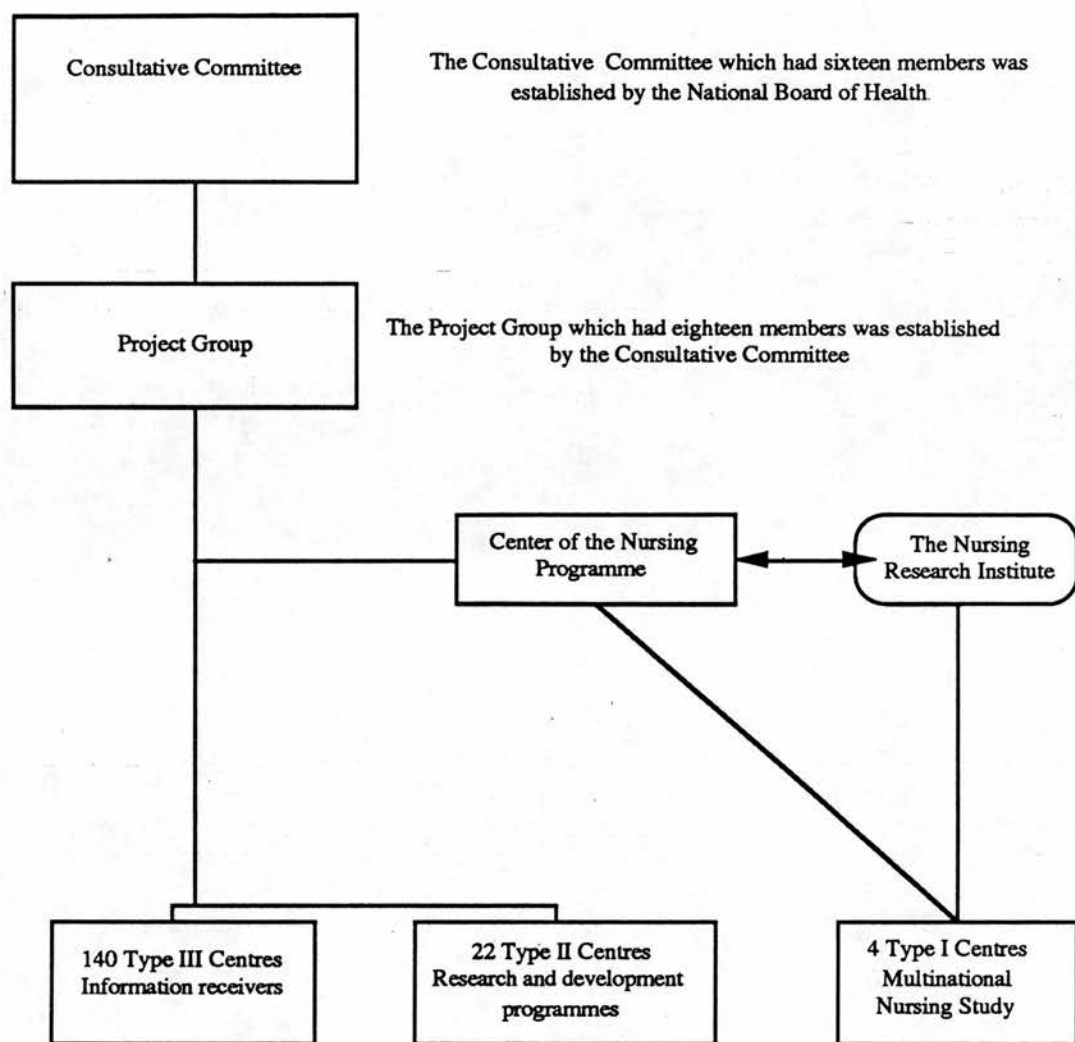 Consultative Committee
The Consultative Committee which had sixteen members was
established by the National Board of Health.
Project Group
The Project Group which had eighteen members was established
by the Consultative Committee
Center of the Nursing
Programme
The Nursing
Research Institute
140 Type III Centres
Information receivers
22 Type II Centres
Research and development
programmes
4 Type I Centres
Multinational
Nursing Study